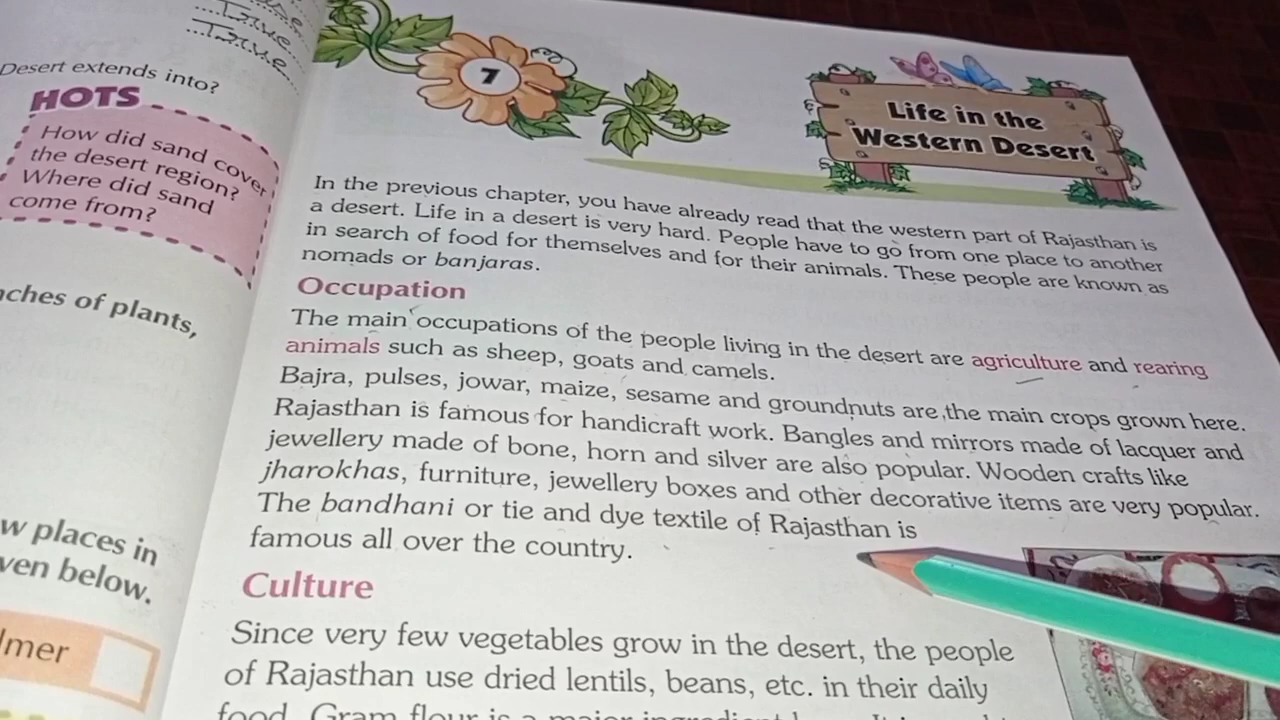 True
True
Desert extends into?
HOTS
How did sand cover
the desert region?
Where did sand
come from?
ches of plants,
w places in
ven below.
lmer
7
Life in the
Western Desert
In the previous chapter, you have already read that the western part of Rajasthan is
a desert. Life in a desert is very hard. People have to go from one place to another
in search of food for themselves and for their animals. These people are known as
nomads or banjaras.
Occupation
The main occupations of the people living in the desert are agriculture and rearing
animals such as sheep, goats and camels.
Bajra, pulses, jowar, maize, sesame and groundnuts are the main crops grown here.
Rajasthan is famous for handicraft work. Bangles and mirrors made of lacquer and
jewellery made of bone, horn and silver are also popular. Wooden crafts like
jharokhas, furniture, jewellery boxes and other decorative items are very popular.
The bandhani or tie and dye textile of Rajasthan is
famous all over the country.
Culture
Since very few vegetables grow in the desert, the people
of Rajasthan use dried lentils, beans, etc. in their daily
food. Gram flour is a major ingredient